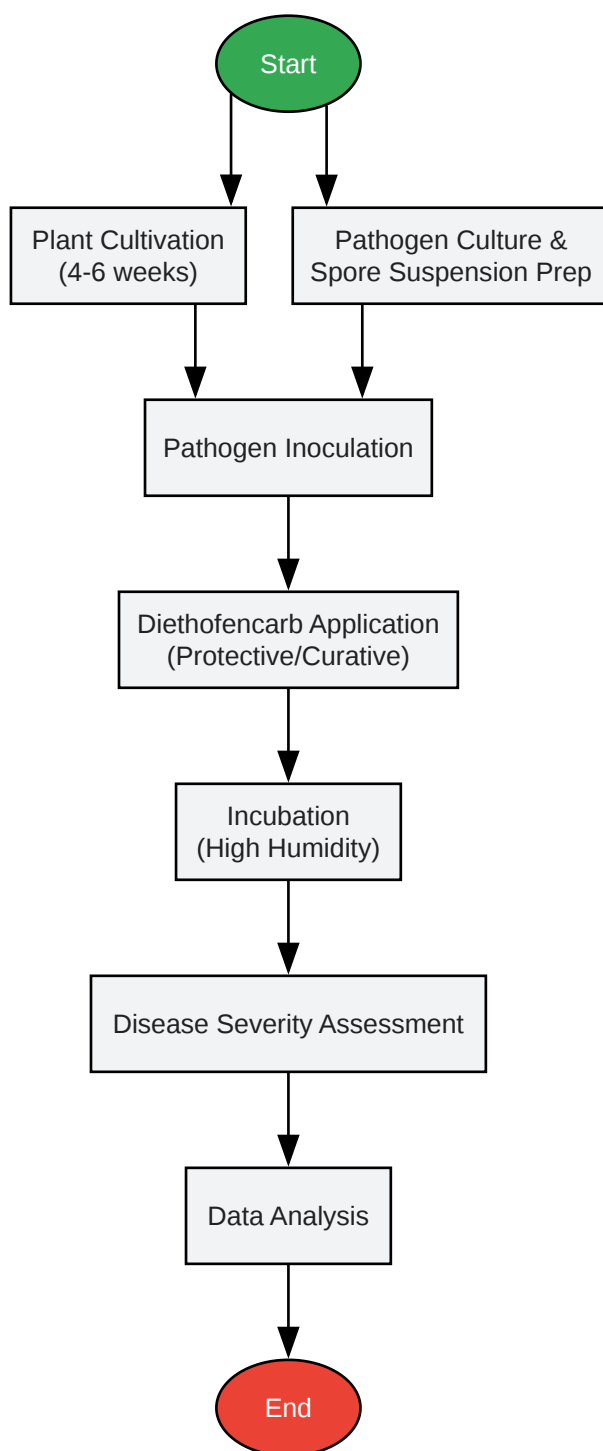 Start
Plant Cultivation
(4-6 weeks)
Pathogen Culture &
Spore Suspension Prep
Pathogen Inoculation
Diethofencarb Application
(Protective/Curative)
Incubation
(High Humidity)
Disease Severity Assessment
Data Analysis
End